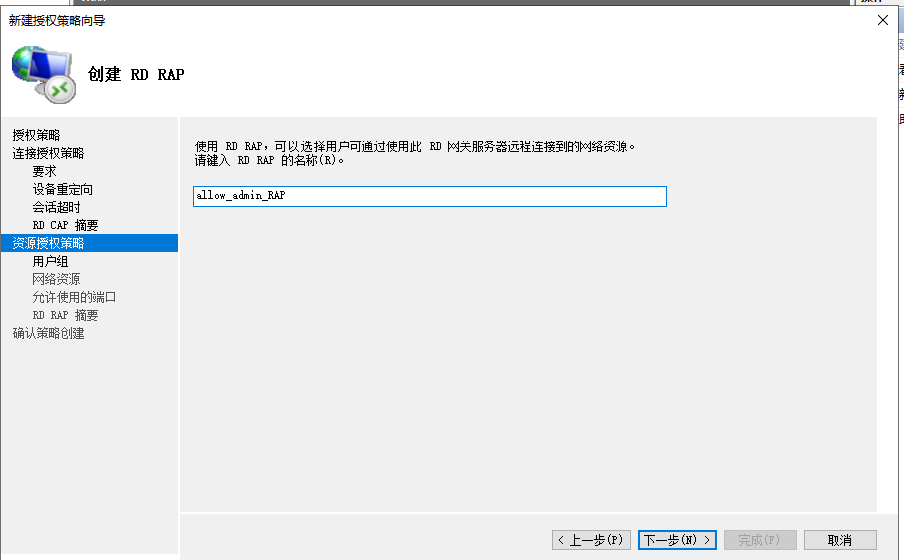 新建授权策略向导
创建 RD RAP
授权策略
连接授权策略
要求
设备重定向
会话超时
RD CAP 摘要
资源授权策略
用户组
网络资源
允许使用的端口
RD RAP 摘要
确认策略创建
使用 RD RAP，可以选择用户可通过使用此 RD 网关服务器远程连接到的网络资源。
请键入 RD RAP 的名称(R)。
allow_admin_RAP
< 上一步(P)
下一步(N) >
完成(F)
取消